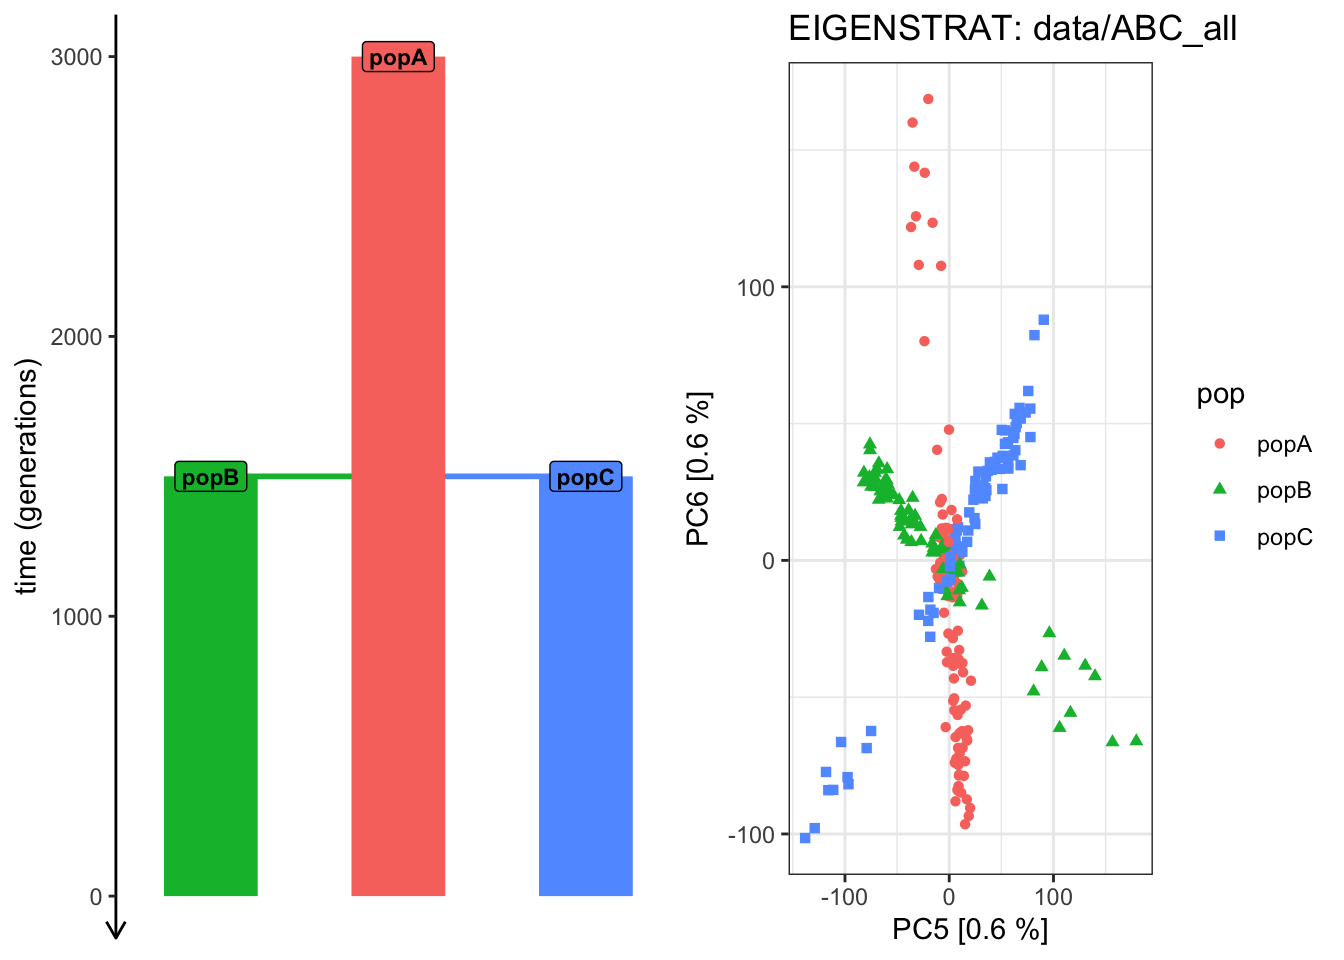 time (generations)
3000
2000
1000
0
popA
popB
popC
EIGENSTRAT: data/ABC_all
PC6 [0.6 %]
100
0
-100
-100
0
100
PC5 [0.6 %]
pop
popA
popB
popC